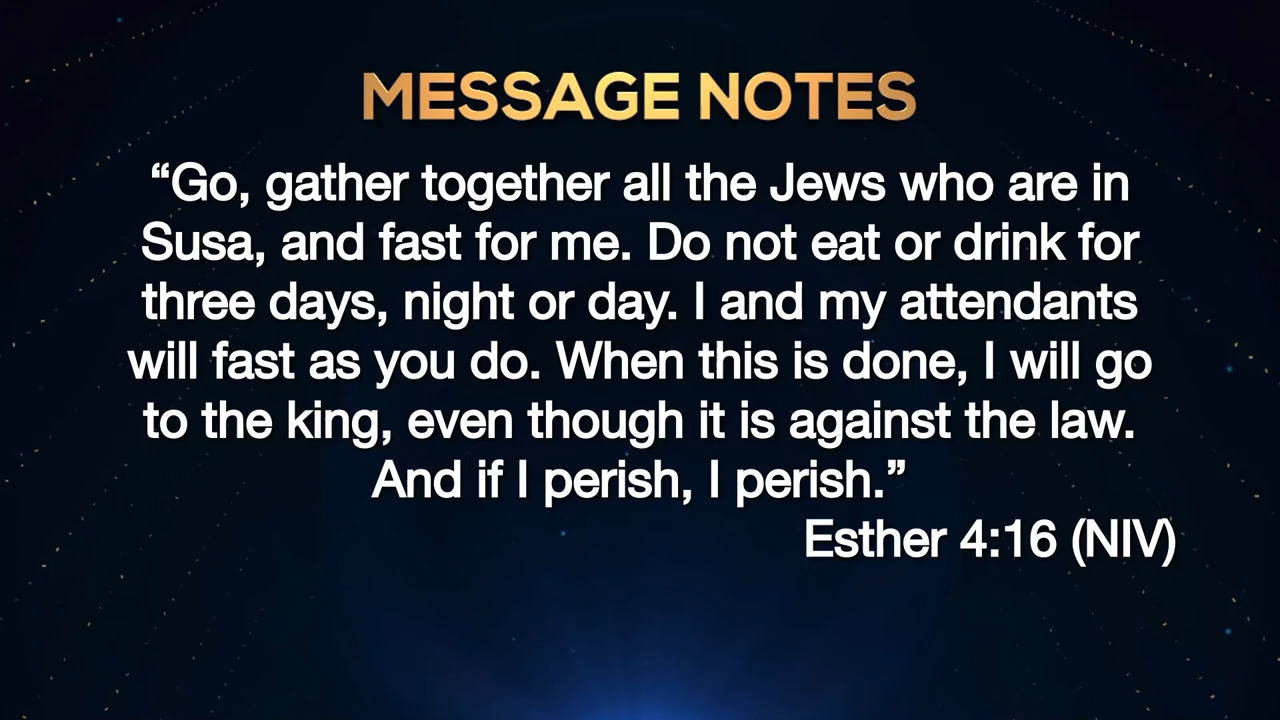 MESSAGE NOTES
“Go, gather together all the Jews who are in
Susa, and fast for me. Do not eat or drink for
three days, night or day. I and my attendants
will fast as you do. When this is done, I will go
to the king, even though it is against the law.
And if I perish, I perish.”
Esther 4:16 (NIV)